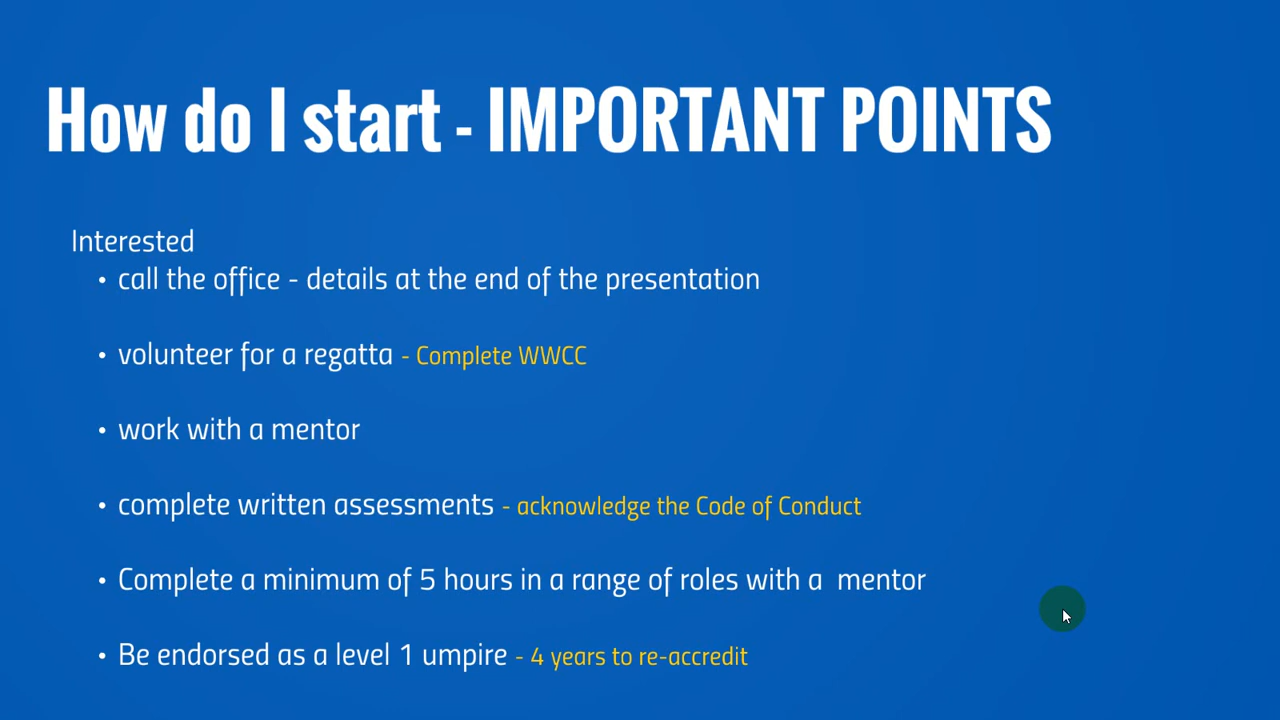 How do I start - IMPORTANT POINTS
Interested
• call the office - details at the end of the presentation
• volunteer for a regatta - Complete WWCC
• work with a mentor
• complete written assessments - acknowledge the Code of Conduct
• Complete a minimum of 5 hours in a range of roles with a  mentor
• Be endorsed as a level 1 umpire - 4 years to re-accredit